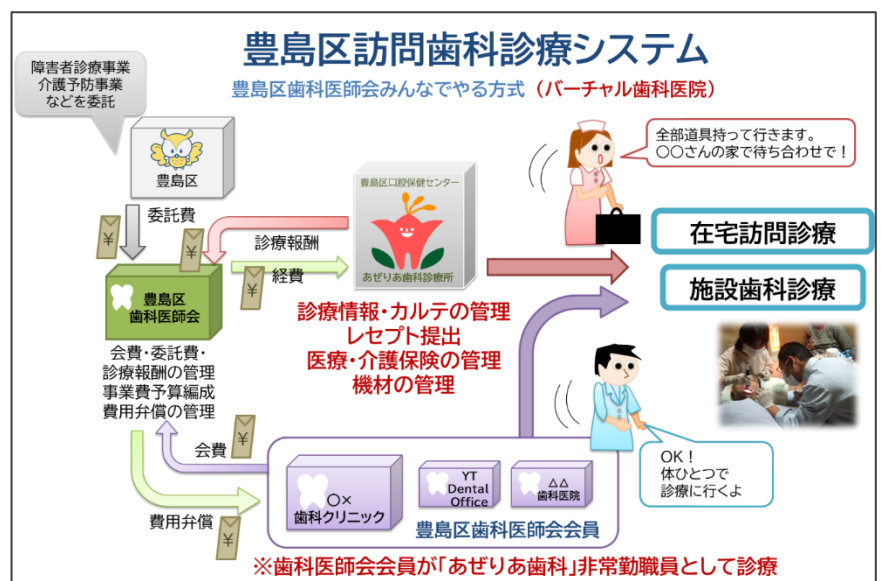 豊島区訪問歯科診療システム
豊島区歯科医師会みんなでやる方式（バーチャル歯科医院）
障害者診療事業
介護予防事業
などを委託
豊島区
委託費
¥
¥
診療報酬
経費
¥
豊島区口腔保健センター
あぜりあ歯科診療所
全部道具持って行きます。
〇〇さんの家で待ち合わせで！
在宅訪問診療
施設歯科診療
豊島区
歯科医師会
会費・委託費・
診療報酬の管理
事業費予算編成
費用弁償の管理
診療情報・カルテの管理
レセプト提出
医療・介護保険の管理
機材の管理
会費
¥
¥
費用弁償
¥
〇×
歯科クリニック
YT
Dental
Office
△△
歯科医院
豊島区歯科医師会会員
OK！
体ひとつで
診療に行くよ
※歯科医師会会員が「あぜりあ歯科」非常勤職員として診療